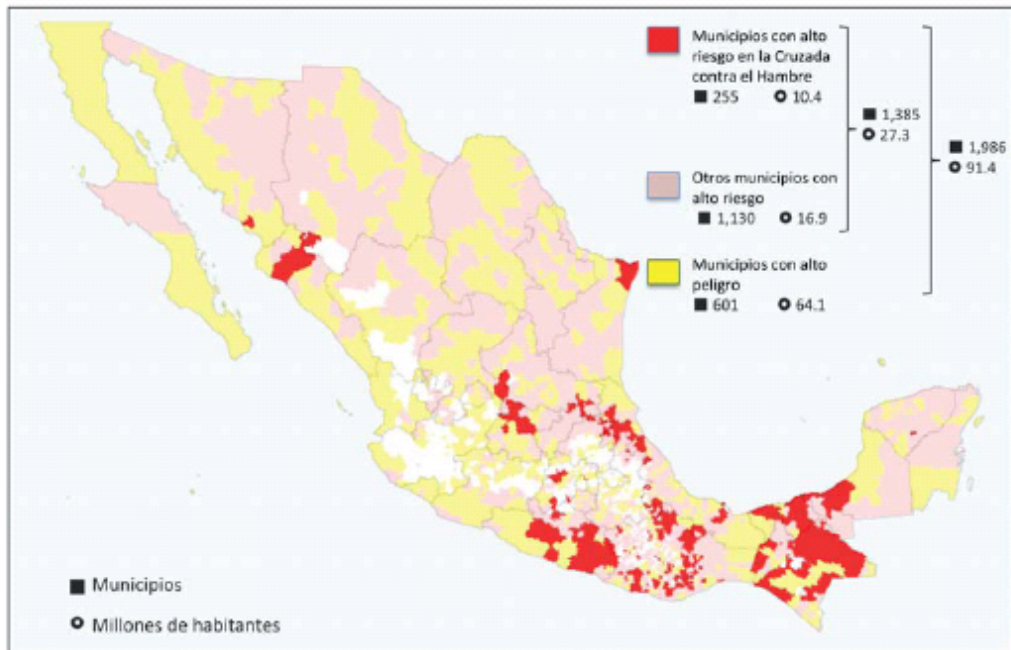 Municipios con alto
riesgo en la Cruzada
contra el Hambre
■ 255 ⊙ 10.4
■ 1,385
⊙ 27.3
■ 1,986
⊙ 91.4
Otros municipios con
alto riesgo
■ 1,130 ⊙ 16.9
Municipios con alto
peligro
■ 601 ⊙ 64.1
■ Municipios
⊙ Millones de habitantes